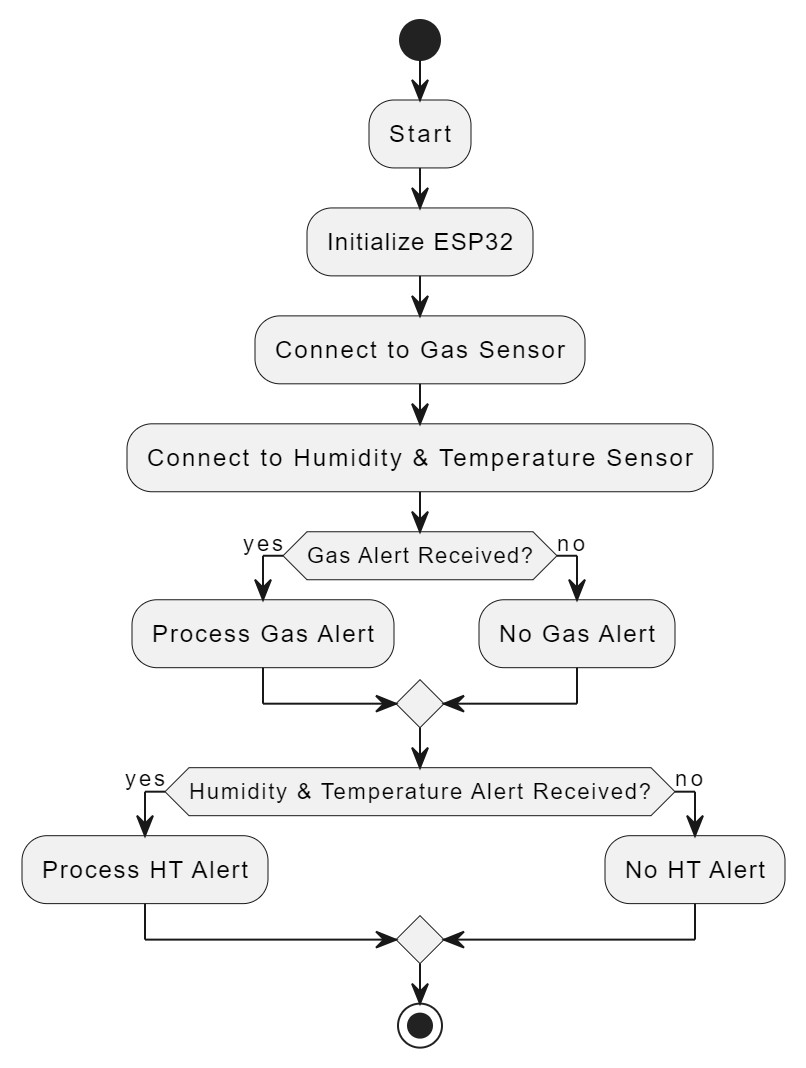 Start
Initialize ESP32
Connect to Gas Sensor
Connect to Humidity & Temperature Sensor
yes
Gas Alert Received?
no
Process Gas Alert
No Gas Alert
yes
Humidity & Temperature Alert Received?
no
Process HT Alert
No HT Alert